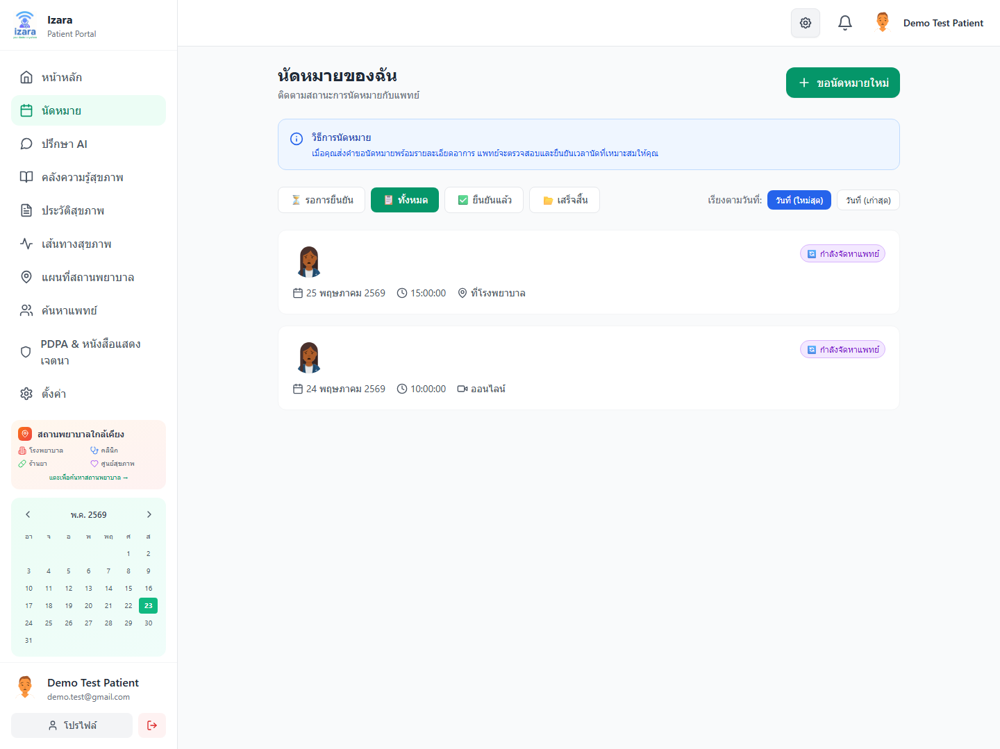 izara
Izara
Patient Portal
Demo Test Patient
หน้าหลัก
นัดหมาย
ปรึกษา AI
คลังความรู้สุขภาพ
ประวัติสุขภาพ
เส้นทางสุขภาพ
แผนที่สถานพยาบาล
ค้นหาแพทย์
PDPA & หนังสือแสดง
เจตนา
ตั้งค่า
สถานพยาบาลใกล้เคียง
โรงพยาบาล คลินิก
ร้านยา ศูนย์สุขภาพ
แตะเพื่อค้นหาสถานพยาบาล →
พ.ค. 2569
อา จ อ พ พฤ ศ ส
1 2
3 4 5 6 7 8 9
10 11 12 13 14 15 16
17 18 19 20 21 22 23
24 25 26 27 28 29 30
31
Demo Test Patient
demo.test@gmail.com
โปรไฟล์
นัดหมายของฉัน
ติดตามสถานะการนัดหมายกับแพทย์
ขอนัดหมายใหม่
วิธีการนัดหมาย
เมื่อคุณส่งคำขอนัดหมายพร้อมรายละเอียดอาการ แพทย์จะตรวจสอบและยืนยันเวลานัดที่เหมาะสมให้คุณ
รอการยืนยัน ทั้งหมด ยืนยันแล้ว เสร็จสิ้น เรียงตามวันที่: วันที่ (ใหม่สุด) วันที่ (เก่าสุด)
กำลังจัดหาแพทย์
25 พฤษภาคม 2569 15:00:00 ที่โรงพยาบาล
กำลังจัดหาแพทย์
24 พฤษภาคม 2569 10:00:00 ออนไลน์